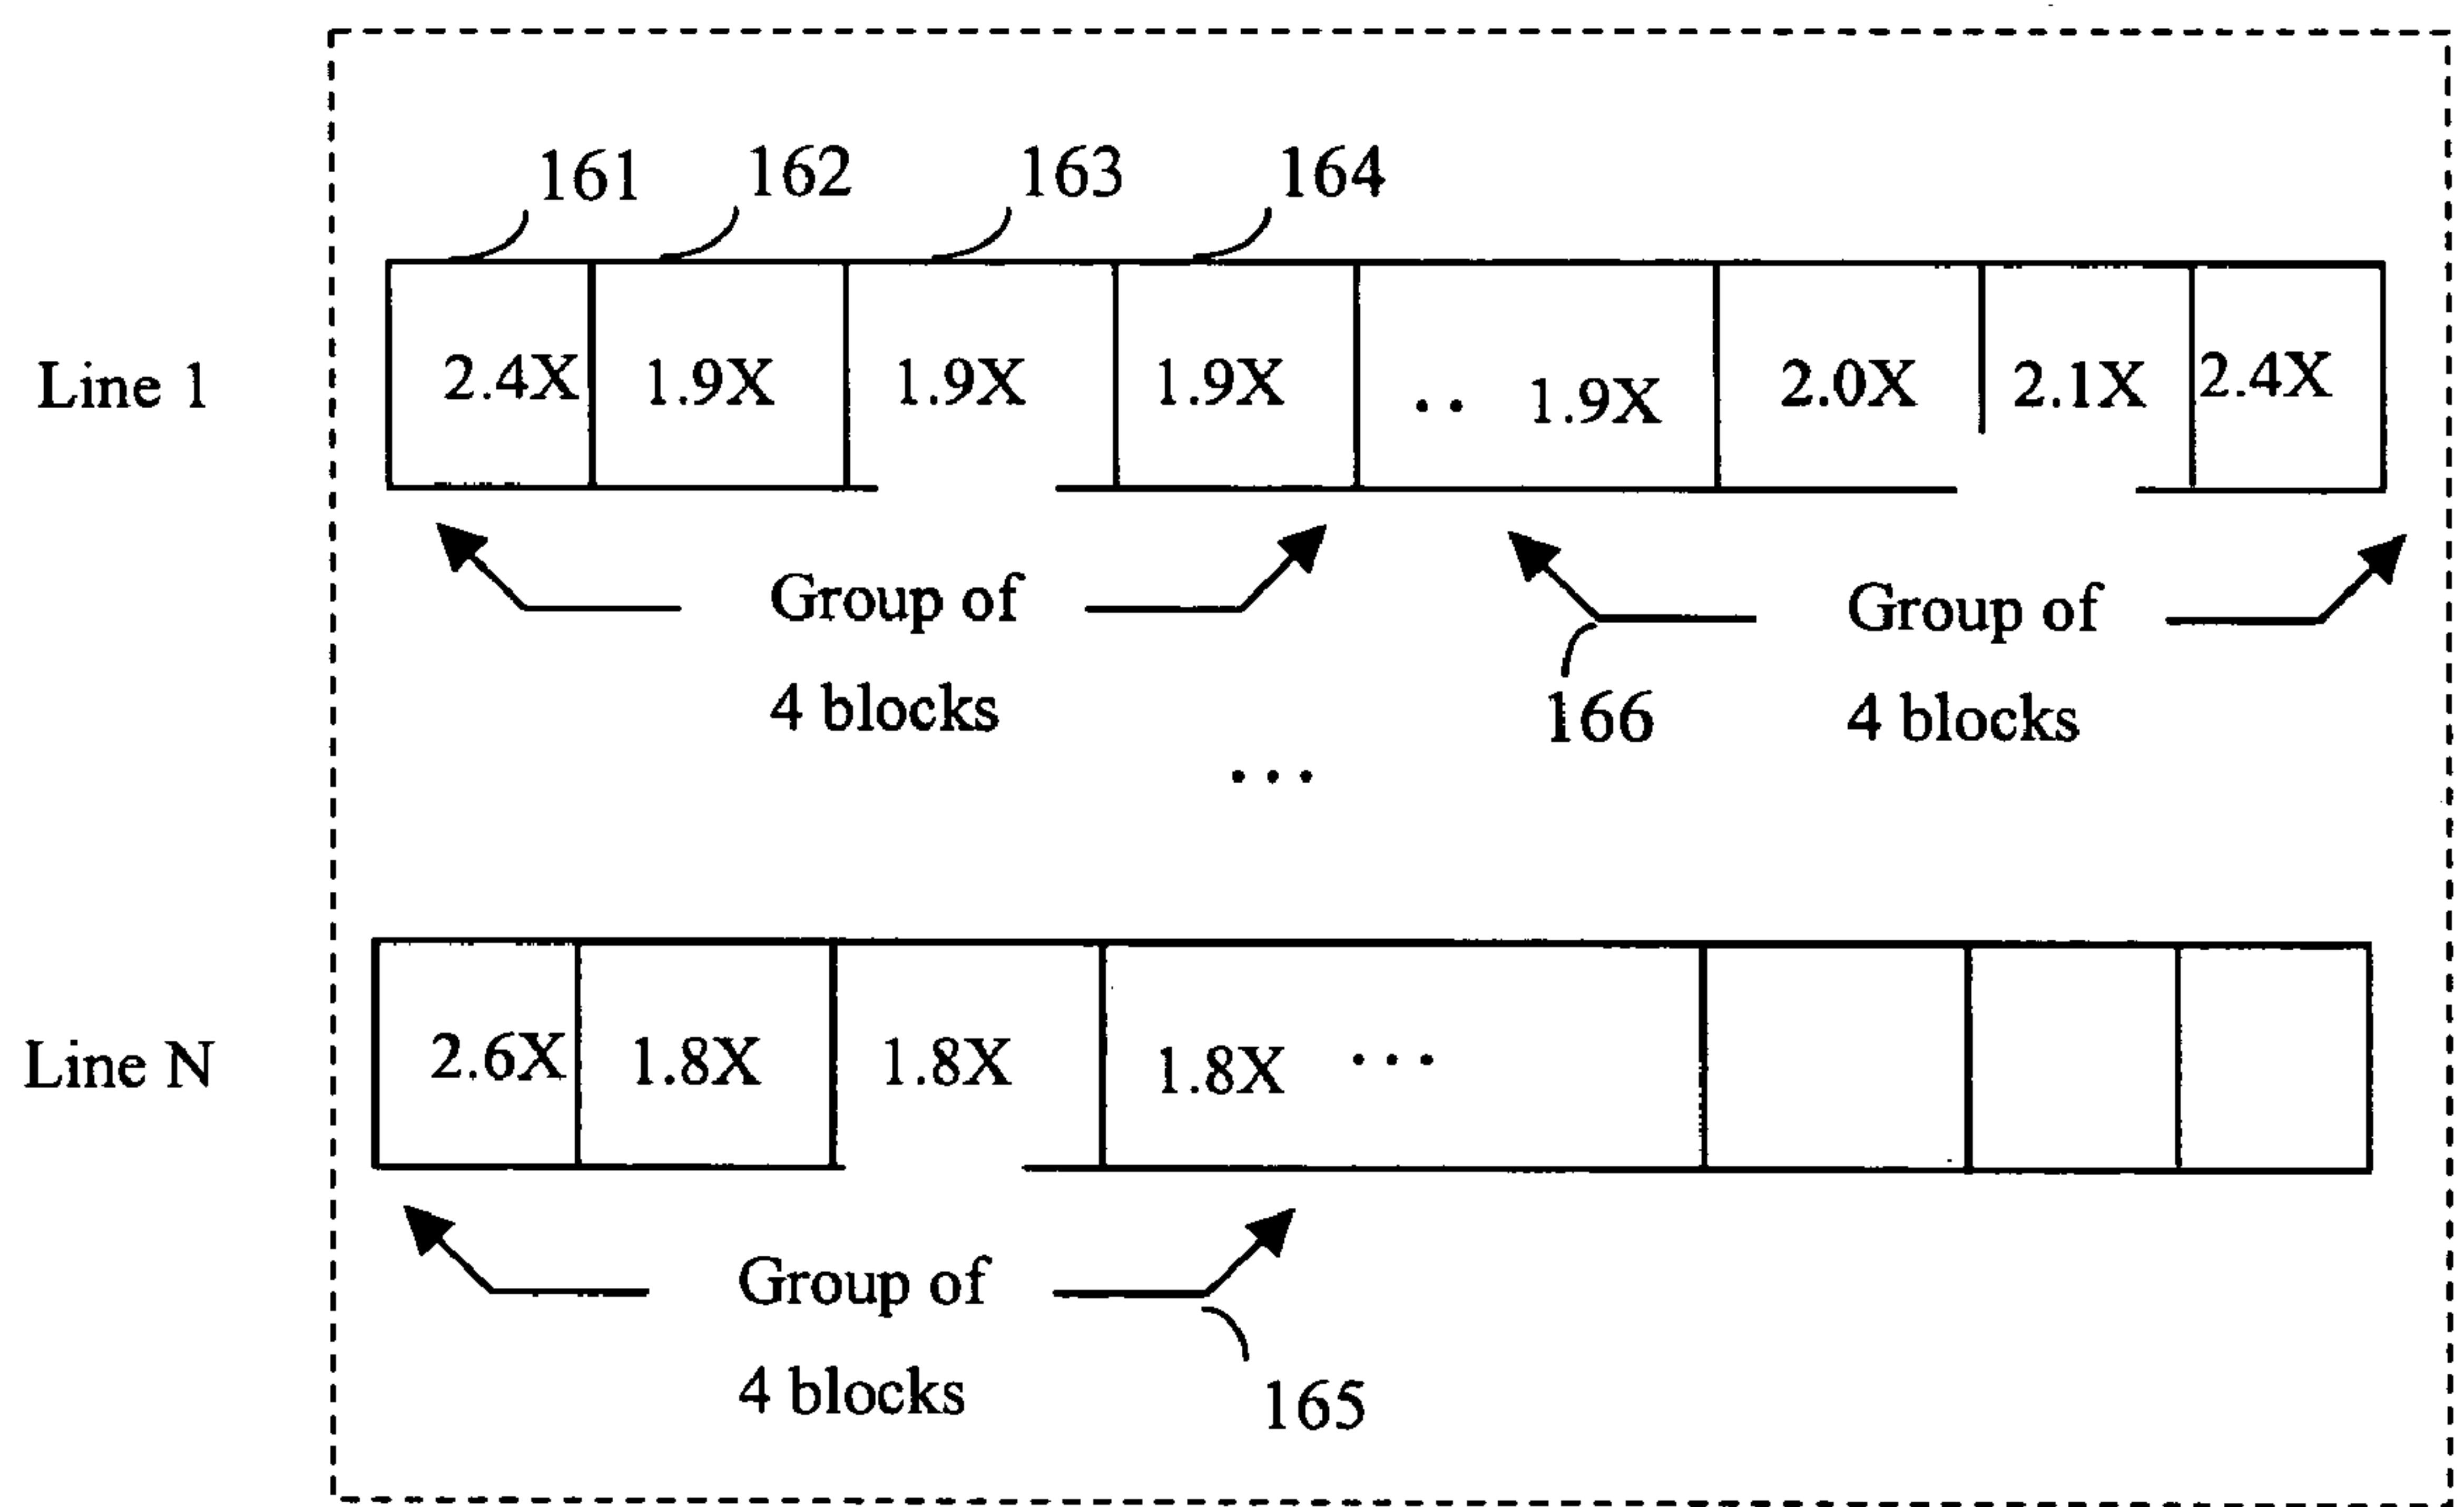 161 162 163 164
Line 1 2.4X 1.9X 1.9X 1.9X .. 1.9X 2.0X 2.1X 2.4X
Group of Group of
4 blocks 166 4 blocks
...
Line N 2.6X 1.8X 1.8X 1.8X ...
Group of
4 blocks 165